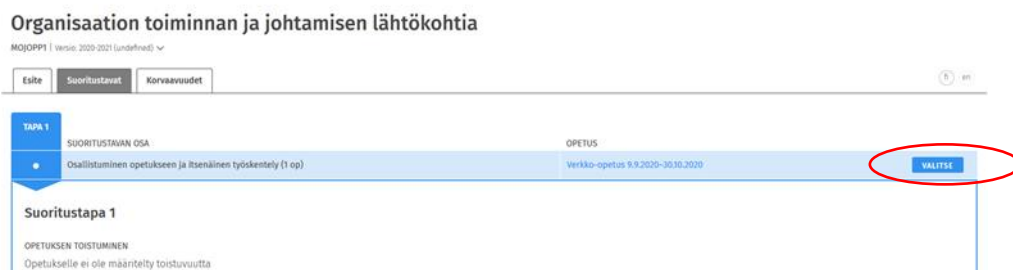 Organisaation toiminnan ja johtamisen lähtökohtia
MOJOPP1 | Versio: 2020-2021 (undefined)
Esite Suoritustavat Korvaavuudet fi en
TAPA 1
SUORITUSTAVAN OSA OPETUS
Osallistuminen opetukseen ja itsenäinen työskentely (1 op) Verkko-opetus 9.9.2020–30.10.2020 VALITSE
Suoritustapa 1
OPETUKSEN TOISTUMINEN
Opetukselle ei ole määritelty toistuvuutta